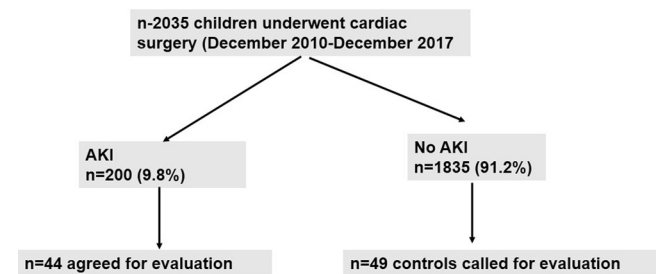 n-2035 children underwent cardiac
surgery (December 2010-December 2017
AKI
n=200 (9.8%)
No AKI
n=1835 (91.2%)
n=44 agreed for evaluation
n=49 controls called for evaluation